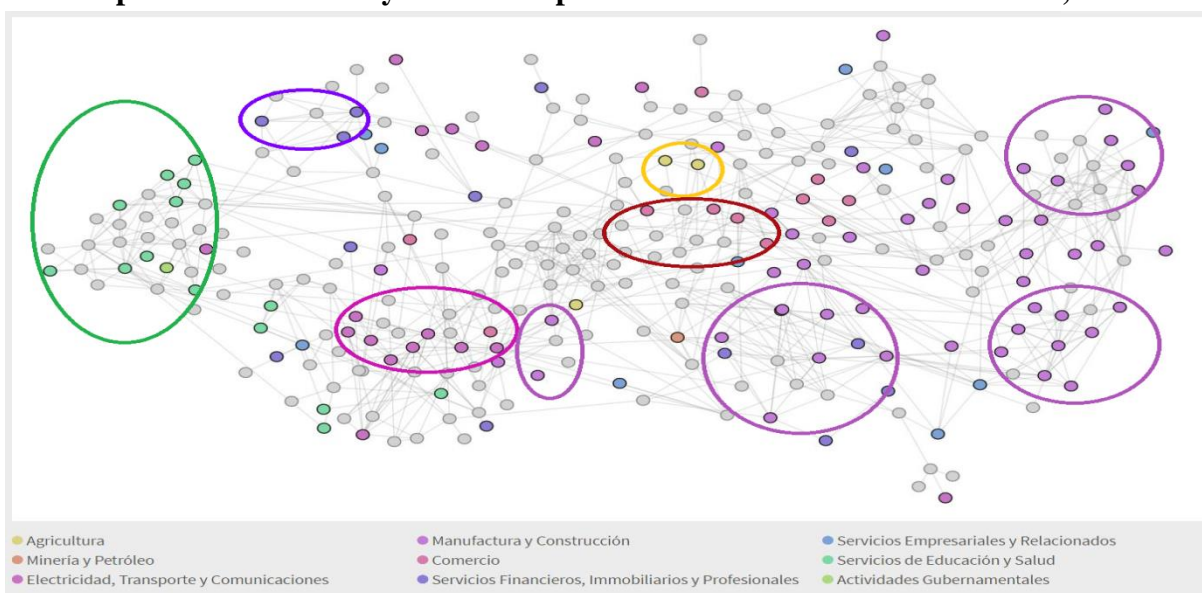 Agricultura
Minería y Petróleo
Electricidad, Transporte y Comunicaciones
Manufactura y Construcción
Comercio
Servicios Financieros, Immobiliarios y Profesionales
Servicios Empresariales y Relacionados
Servicios de Educación y Salud
Actividades Gubernamentales